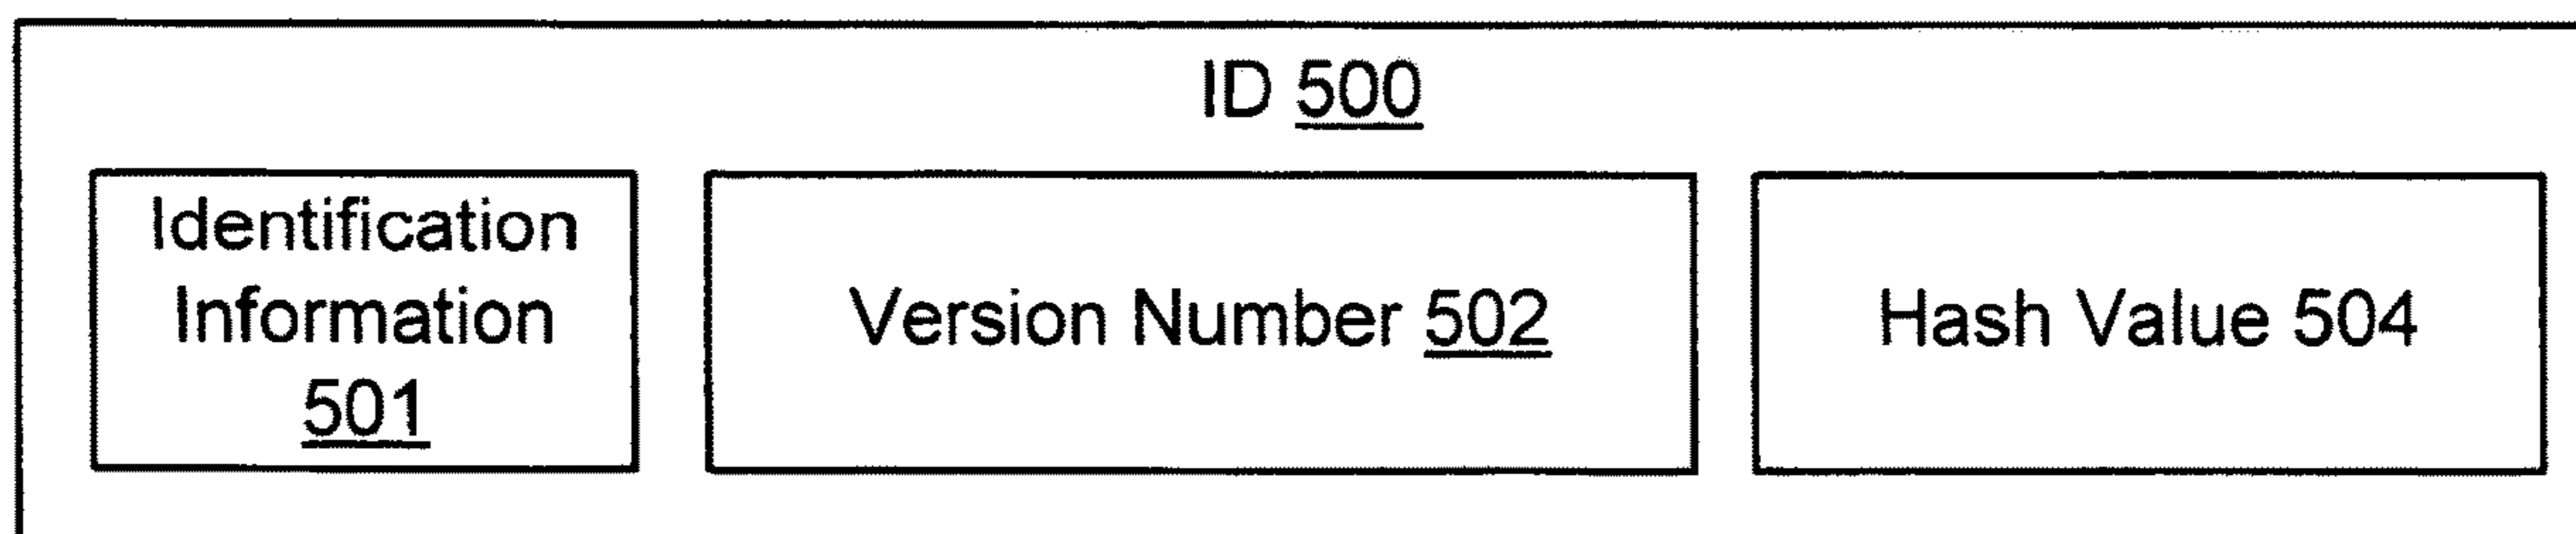 ID 500
Identification
Information
501
Version Number 502
Hash Value 504